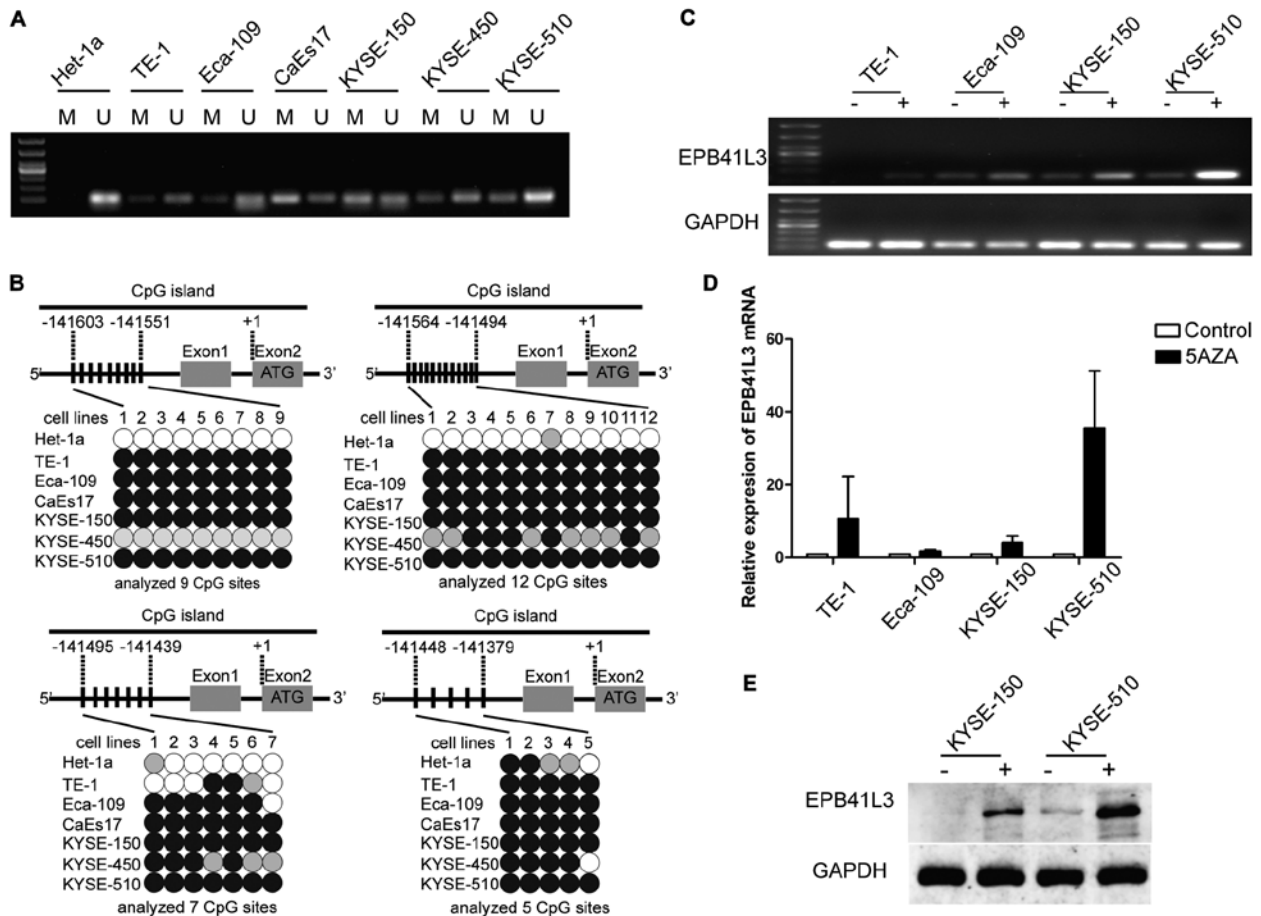 A
Het-1a TE-1 Eca-109 CaEs17 KYSE-150 KYSE-450 KYSE-510
M U M U M U M U M U M U M U
B
CpG island
-141603 -141551 +1
Exon1 Exon2
5' ATG 3'
cell lines 1 2 3 4 5 6 7 8 9
Het-1a
TE-1
Eca-109
CaEs17
KYSE-150
KYSE-450
KYSE-510
analyzed 9 CpG sites
CpG island
-141564 -141494 +1
Exon1 Exon2
5' ATG 3'
cell lines 1 2 3 4 5 6 7 8 9 10 11 12
Het-1a
TE-1
Eca-109
CaEs17
KYSE-150
KYSE-450
KYSE-510
analyzed 12 CpG sites
CpG island
-141495 -141439 +1
Exon1 Exon2
5' ATG 3'
cell lines 1 2 3 4 5 6 7
Het-1a
TE-1
Eca-109
CaEs17
KYSE-150
KYSE-450
KYSE-510
analyzed 7 CpG sites
CpG island
-141448 -141379 +1
Exon1 Exon2
5' ATG 3'
cell lines 1 2 3 4 5
Het-1a
TE-1
Eca-109
CaEs17
KYSE-150
KYSE-450
KYSE-510
analyzed 5 CpG sites
C
TE-1 Eca-109 KYSE-150 KYSE-510
- + - + - + - +
EPB41L3
GAPDH
D
Relative expresion of EPB41L3 mRNA
60
40
20
0
Control
5AZA
TE-1 Eca-109 KYSE-150 KYSE-510
E
KYSE-150 KYSE-510
- + - +
EPB41L3
GAPDH